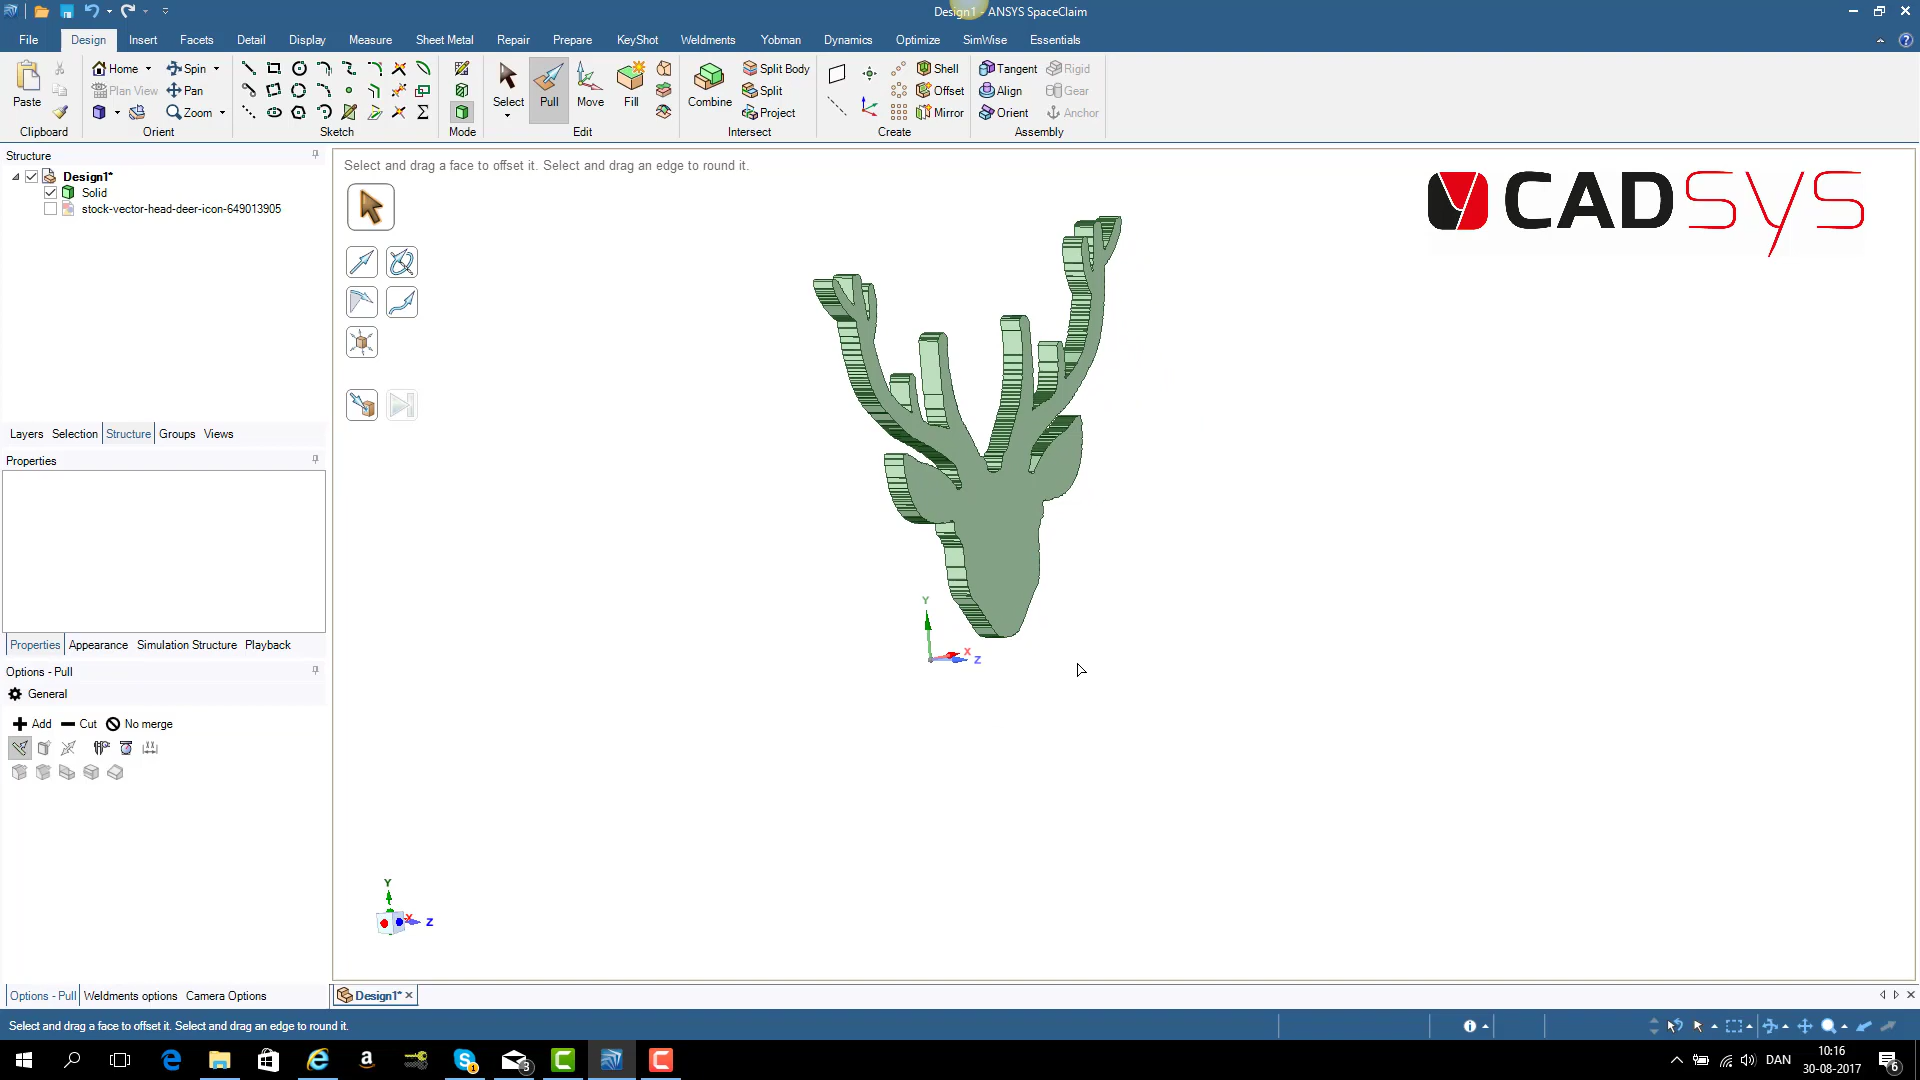 Design1 - ANSYS SpaceClaim
File Design Insert Facets Detail Display Measure Sheet Metal Repair Prepare KeyShot Weldments Yobman Dynamics Optimize SimWise Essentials
Paste
Clipboard
Home Spin
Plan View Pan
Zoom
Orient
Sketch
Mode
Select Pull Move Fill
Edit
Combine
Split Body
Split
Project
Intersect
Shell
Offset
Mirror
Create
Tangent Rigid
Align Gear
Orient Anchor
Assembly
Structure
Design1*
Solid
stock-vector-head-deer-icon-649013905
Layers Selection Structure Groups Views
Properties
Properties Appearance Simulation Structure Playback
Options - Pull
General
Add Cut No merge
Options - Pull Weldments options Camera Options
Select and drag a face to offset it. Select and drag an edge to round it.
CADSYS
Y
X
Z
Y
X
Z
Design1*
Select and drag a face to offset it. Select and drag an edge to round it.
1
3
DAN
10:16
30-08-2017
6